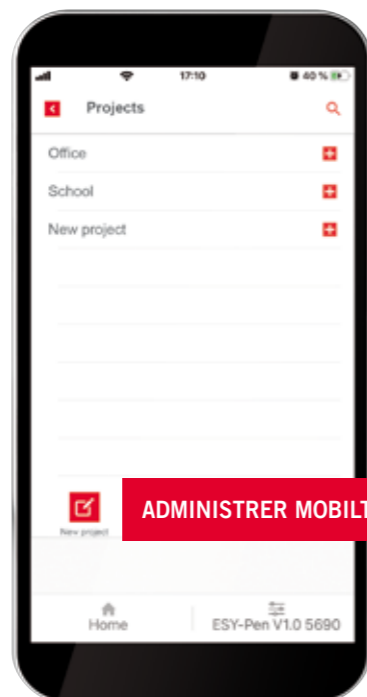 17:10 40 %
Projects
Office
School
New project
ADMINISTRER MOBILT
New project
Home ESY-Pen V1.0 5690